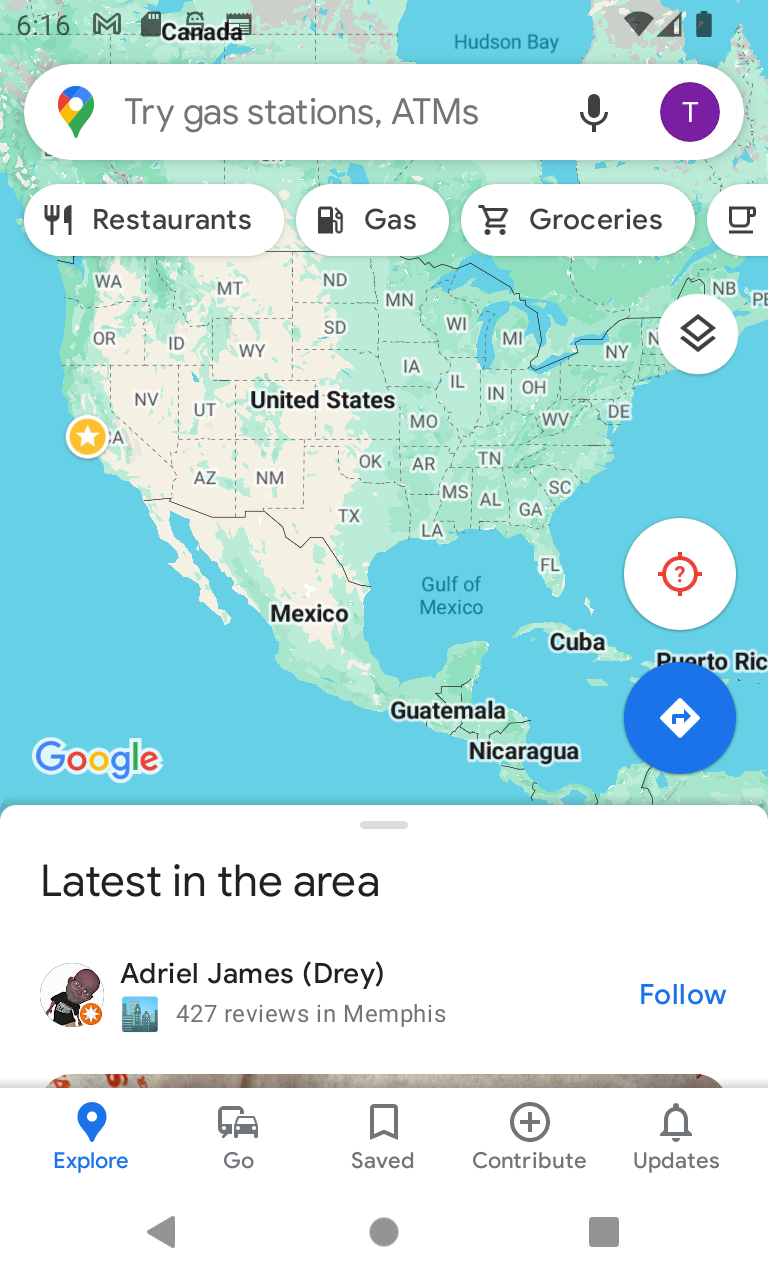 6:16
Canada
Hudson Bay
Try gas stations, ATMs
T
Restaurants
Gas
Groceries
WA
MT
ND
MN
NB
OR
ID
WY
SD
WI
MI
NY
NV
UT
United States
IA
IL
IN
OH
MO
WV
DE
AZ
NM
OK
AR
TN
TX
MS
AL
GA
SC
LA
FL
Gulf of
Mexico
Mexico
Cuba
Puerto Ric
Guatemala
Nicaragua
Google
Latest in the area
Adriel James (Drey)
427 reviews in Memphis
Follow
Explore
Go
Saved
Contribute
Updates